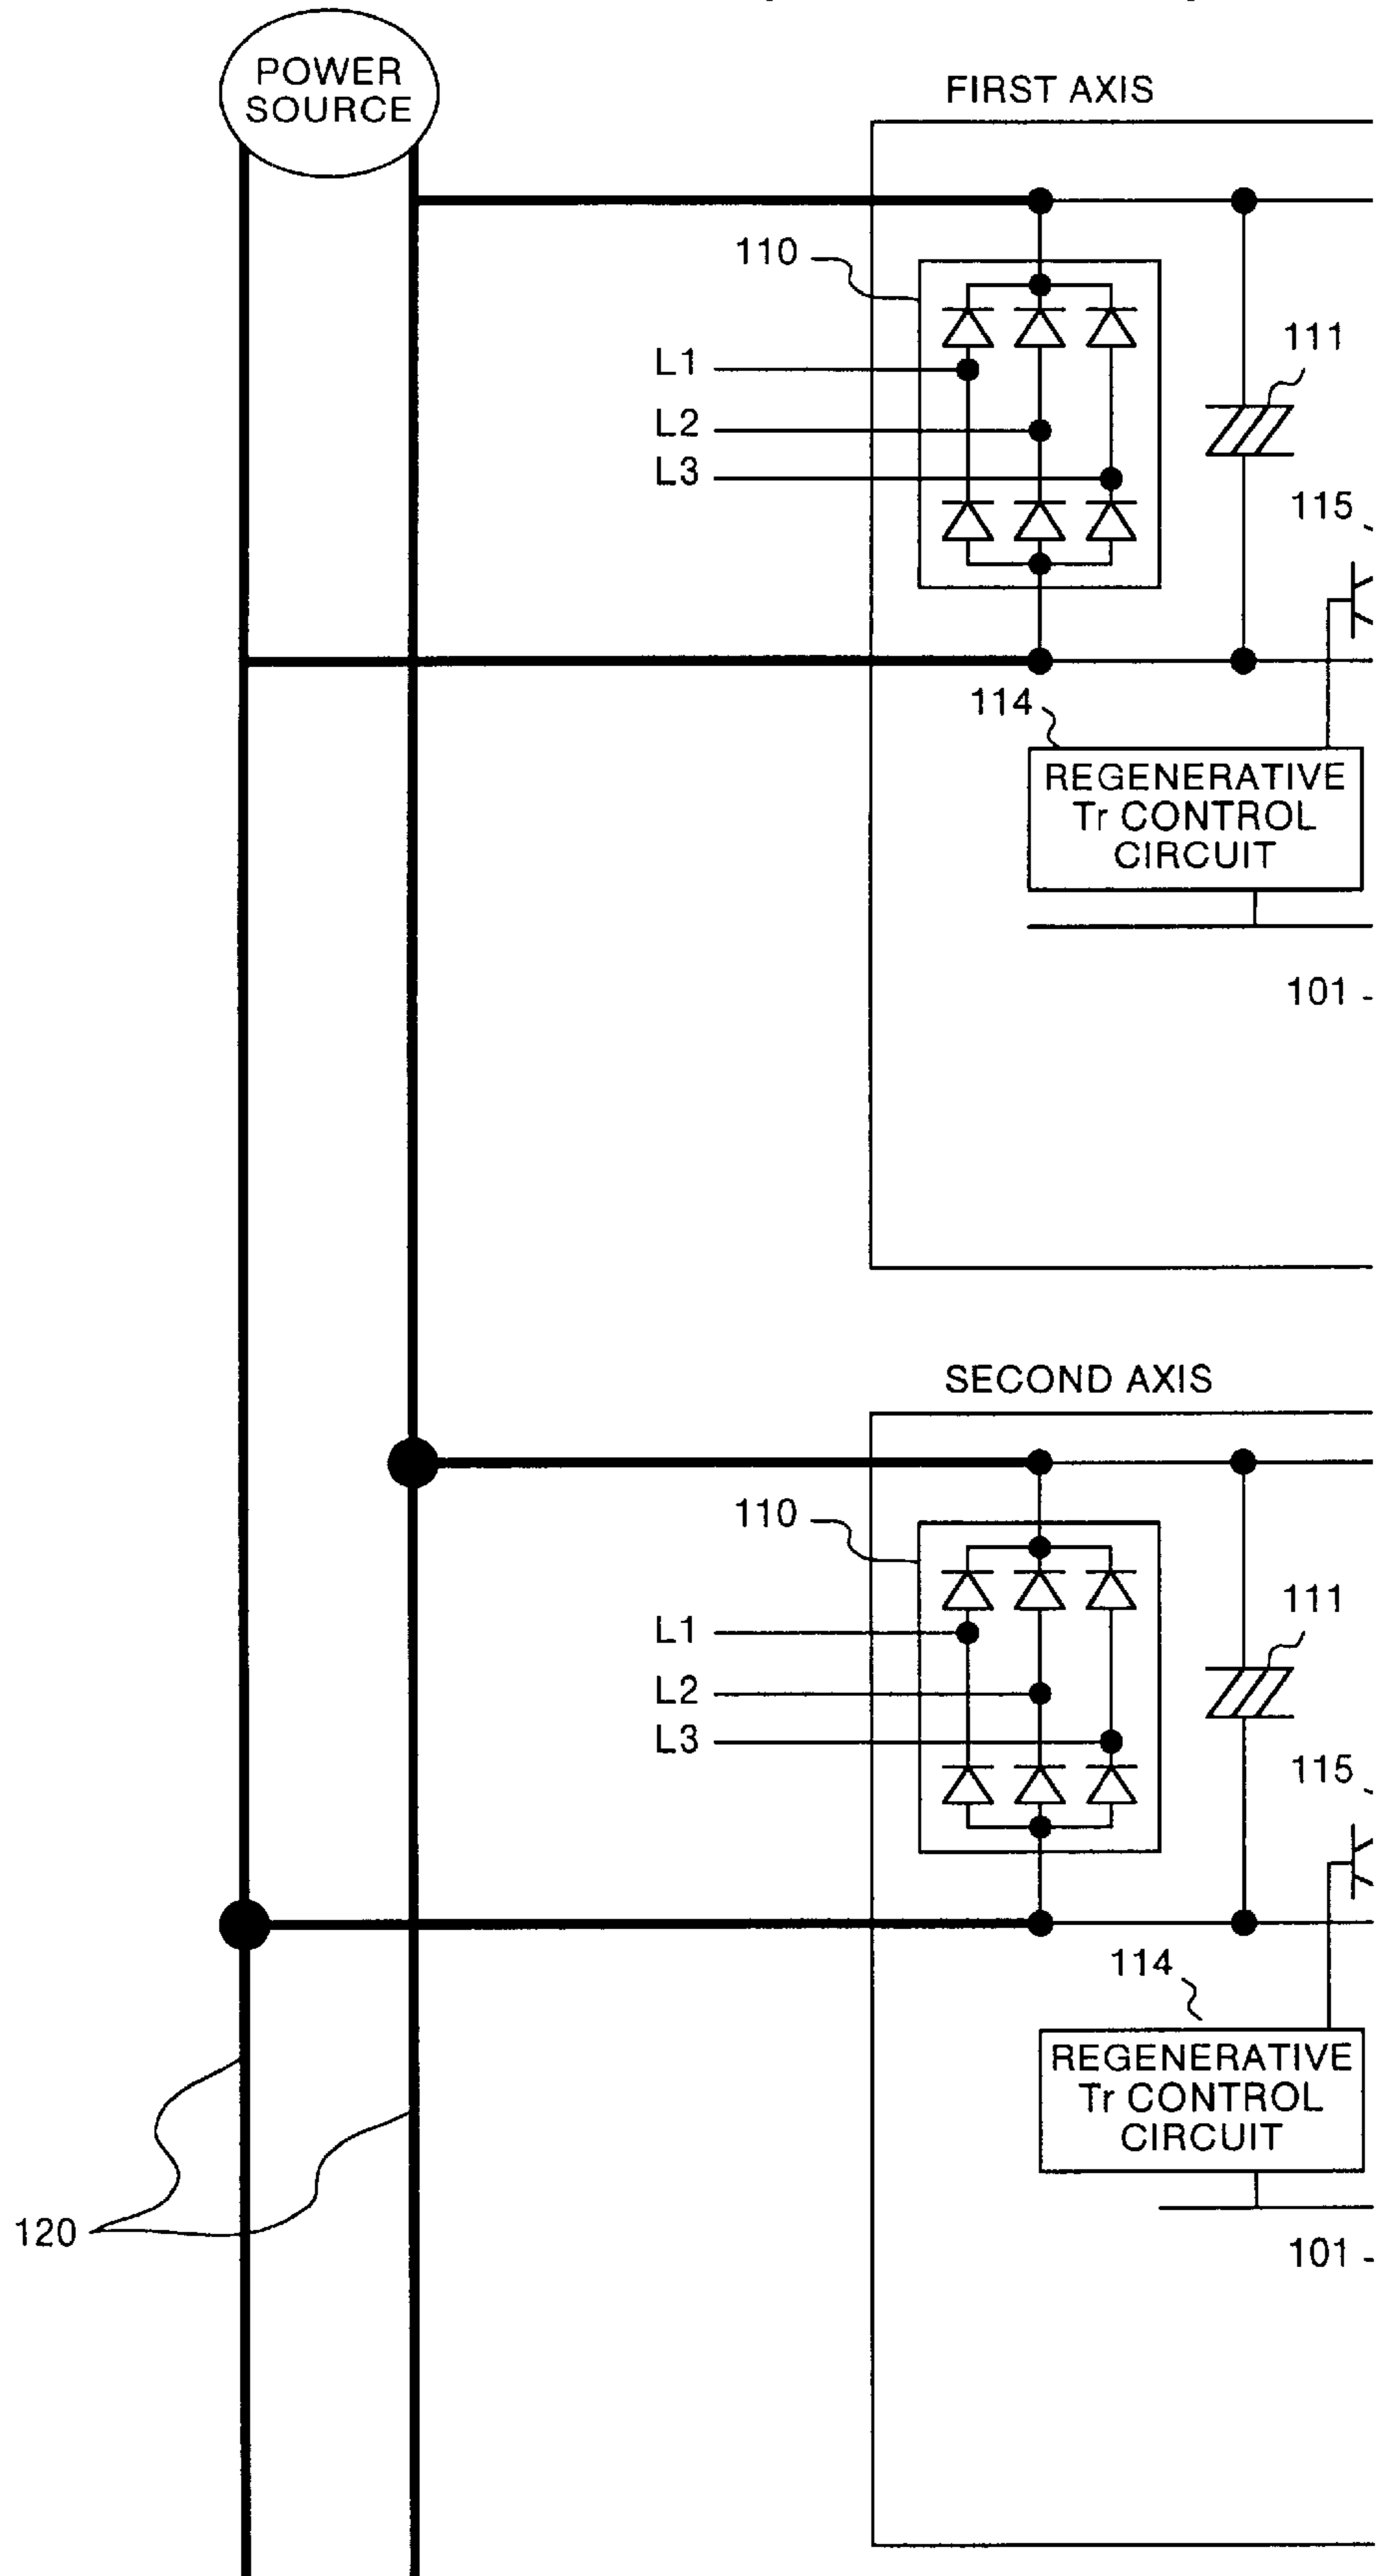 POWER
SOURCE
FIRST AXIS
110
L1
L2
L3
111
115
114
REGENERATIVE
Tr CONTROL
CIRCUIT
101
SECOND AXIS
110
L1
L2
L3
111
115
114
REGENERATIVE
Tr CONTROL
CIRCUIT
120
101